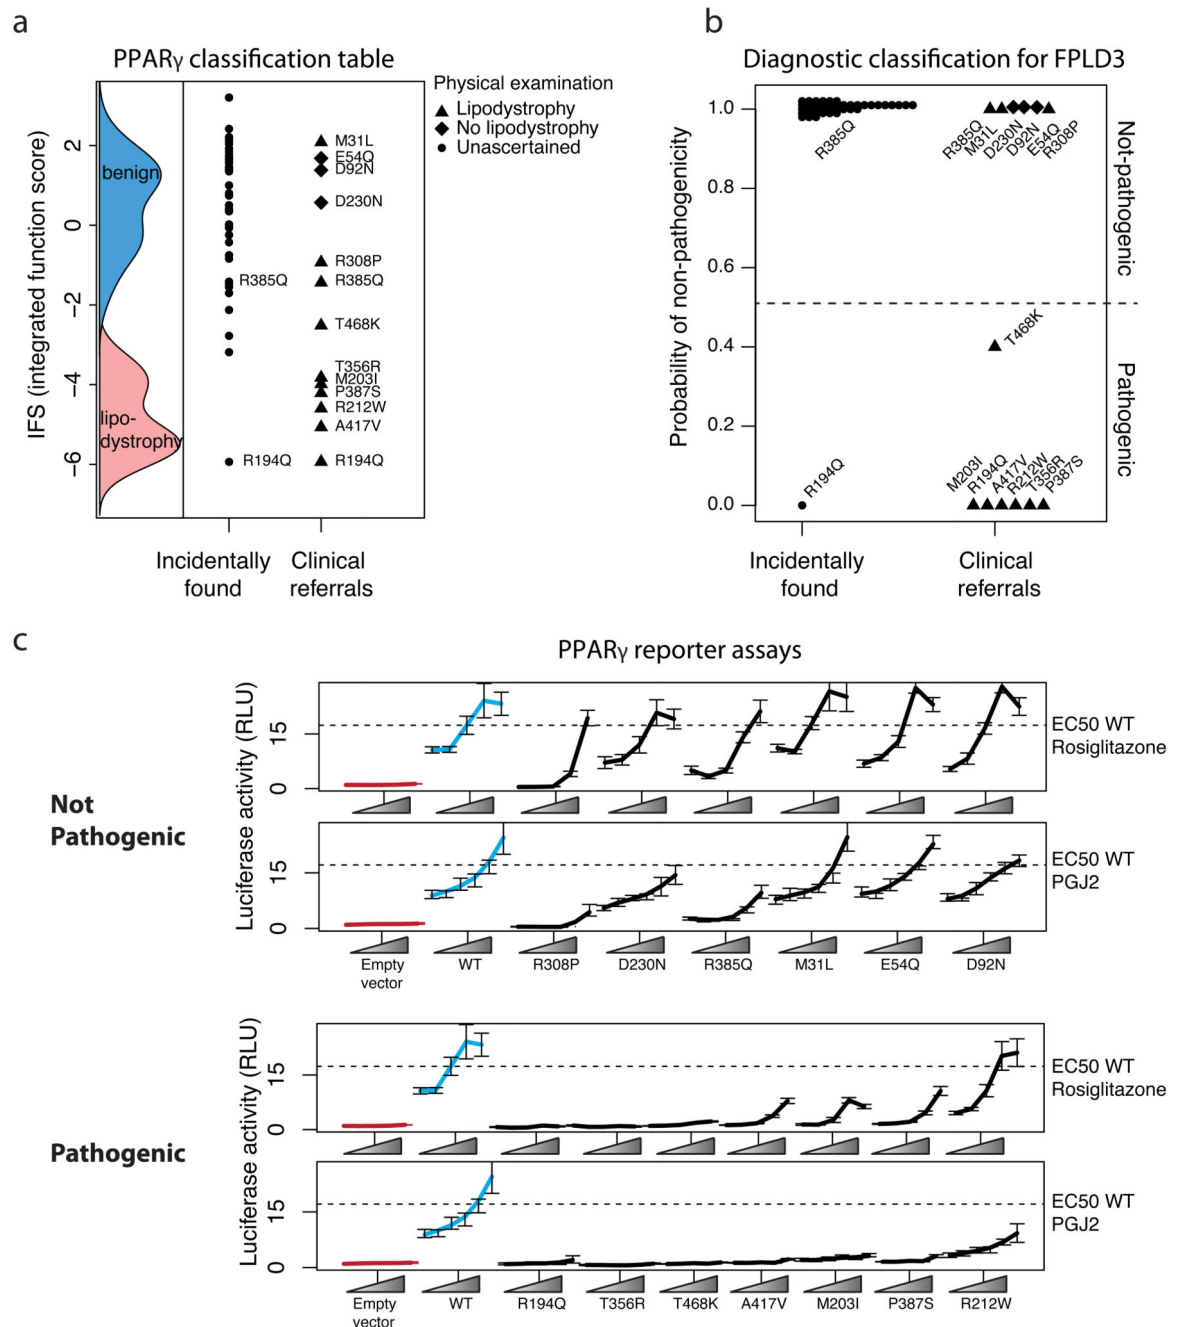 a
PPARγ classification table
IFS (integrated function score)
2
0
−2
−4
−6
benign
lipo-
dystrophy
R385Q
R194Q
M31L
E54Q
D92N
D230N
R308P
R385Q
T468K
T356R
M203I
P387S
R212W
A417V
R194Q
Incidentally
found
Clinical
referrals
Physical examination
Lipodystrophy
No lipodystrophy
Unascertained
b
Diagnostic classification for FPLD3
Probability of non-pathogenicity
1.0
0.8
0.6
0.4
0.2
0.0
R385Q
R385Q
M31L
D230N
D92N
E54Q
R308P
T468K
R194Q
M203I
R194Q
A417V
R212W
T356R
P387S
Not-pathogenic
Pathogenic
Incidentally
found
Clinical
referrals
c
PPARγ reporter assays
Not
Pathogenic
Luciferase activity (RLU)
15
0
EC50 WT
Rosiglitazone
15
0
EC50 WT
PGJ2
Empty
vector
WT
R308P
D230N
R385Q
M31L
E54Q
D92N
Pathogenic
Luciferase activity (RLU)
15
0
EC50 WT
Rosiglitazone
15
0
EC50 WT
PGJ2
Empty
vector
WT
R194Q
T356R
T468K
A417V
M203I
P387S
R212W